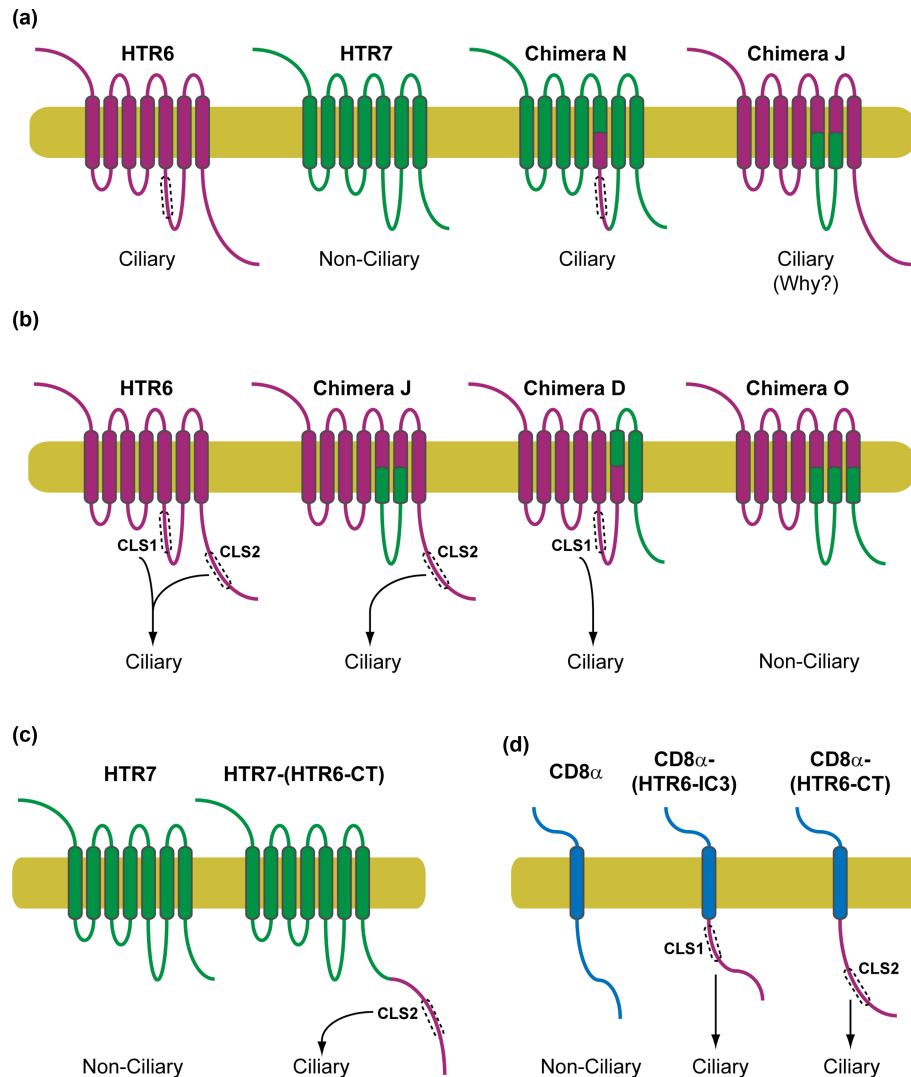 (a)
HTR6
HTR7
Chimera N
Chimera J
Ciliary
Non-Ciliary
Ciliary
Ciliary
(Why?)
(b)
HTR6
Chimera J
Chimera D
Chimera O
CLS1
CLS2
CLS2
CLS1
Ciliary
Ciliary
Ciliary
Non-Ciliary
(c)
HTR7
HTR7-(HTR6-CT)
CLS2
Non-Ciliary
Ciliary
(d)
CD8α
CD8α-
(HTR6-IC3)
CD8α-
(HTR6-CT)
CLS1
CLS2
Non-Ciliary
Ciliary
Ciliary